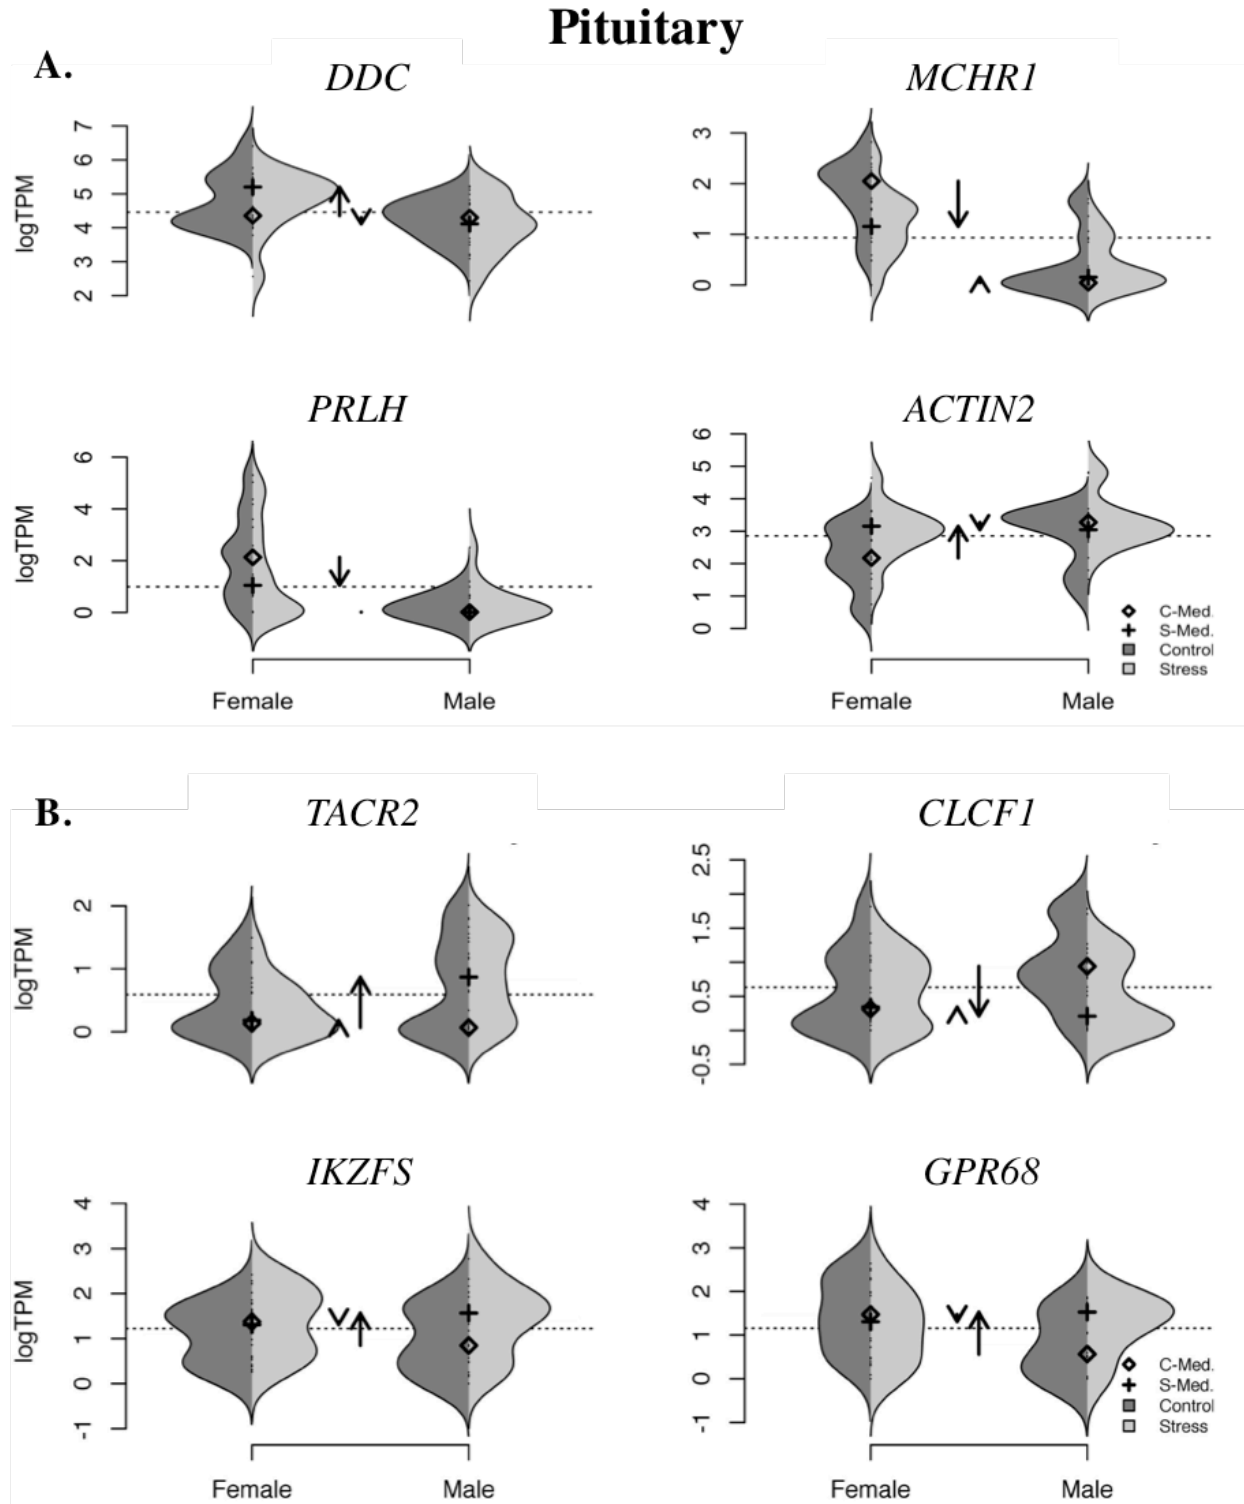 Pituitary
A.
DDC
MCHR1
logTPM
7
6
5
4
3
2
3
2
1
0
PRLH
ACTIN2
logTPM
6
4
2
0
6
5
4
3
2
1
0
C-Med.
S-Med.
Control
Stress
Female
Male
Female
Male
B.
TACR2
CLCF1
logTPM
2
1
0
2.5
1.5
0.5
-0.5
IKZFS
GPR68
logTPM
4
3
2
1
0
-1
4
3
2
1
0
-1
C-Med.
S-Med.
Control
Stress
Female
Male
Female
Male